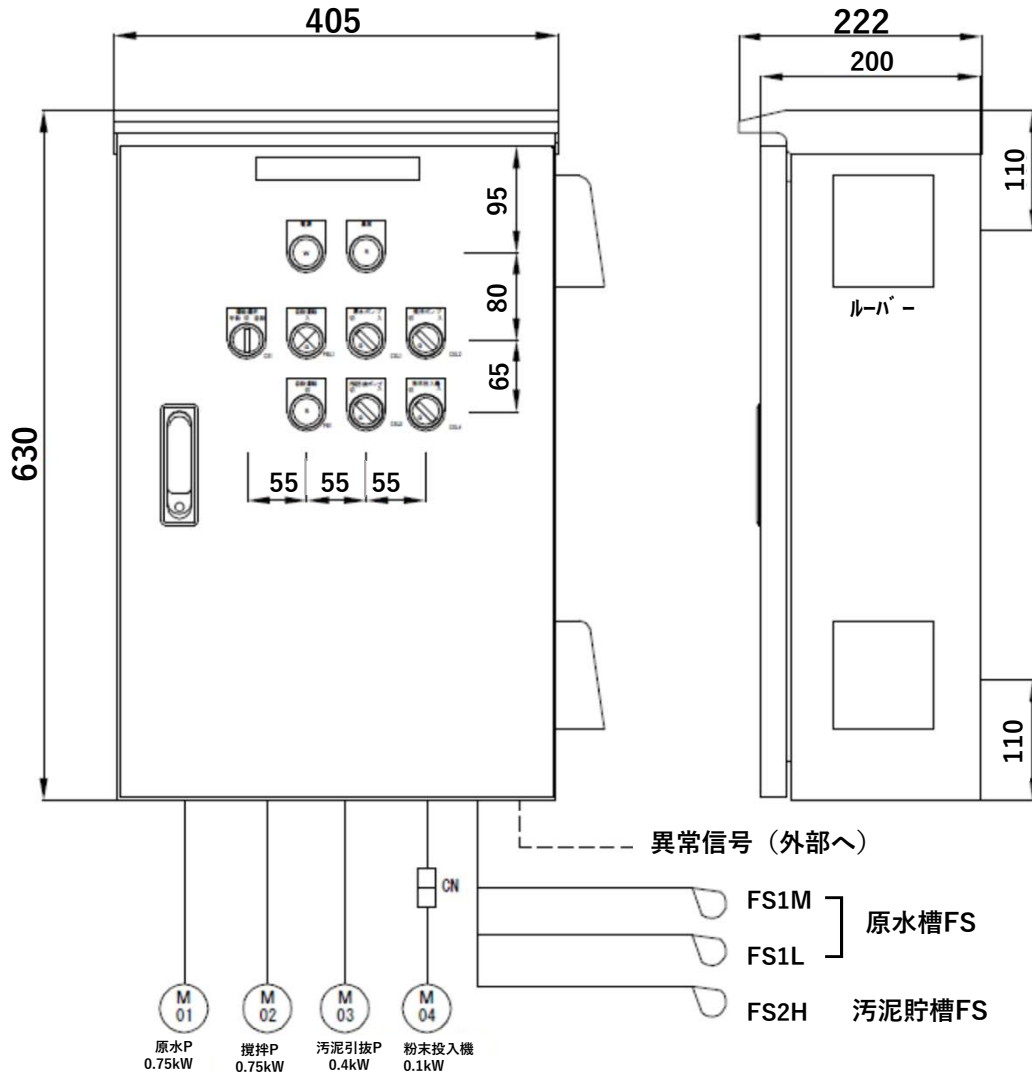 405
222
200
110
95
80
65
ルーバー
630
55
55
55
110
異常信号（外部へ）
CN
FS1M
原水槽FS
FS1L
FS2H 汚泥貯槽FS
M
01
M
02
M
03
M
04
原水P
0.75kW
撹拌P
0.75kW
汚泥引抜P
0.4kW
粉末投入機
0.1kW